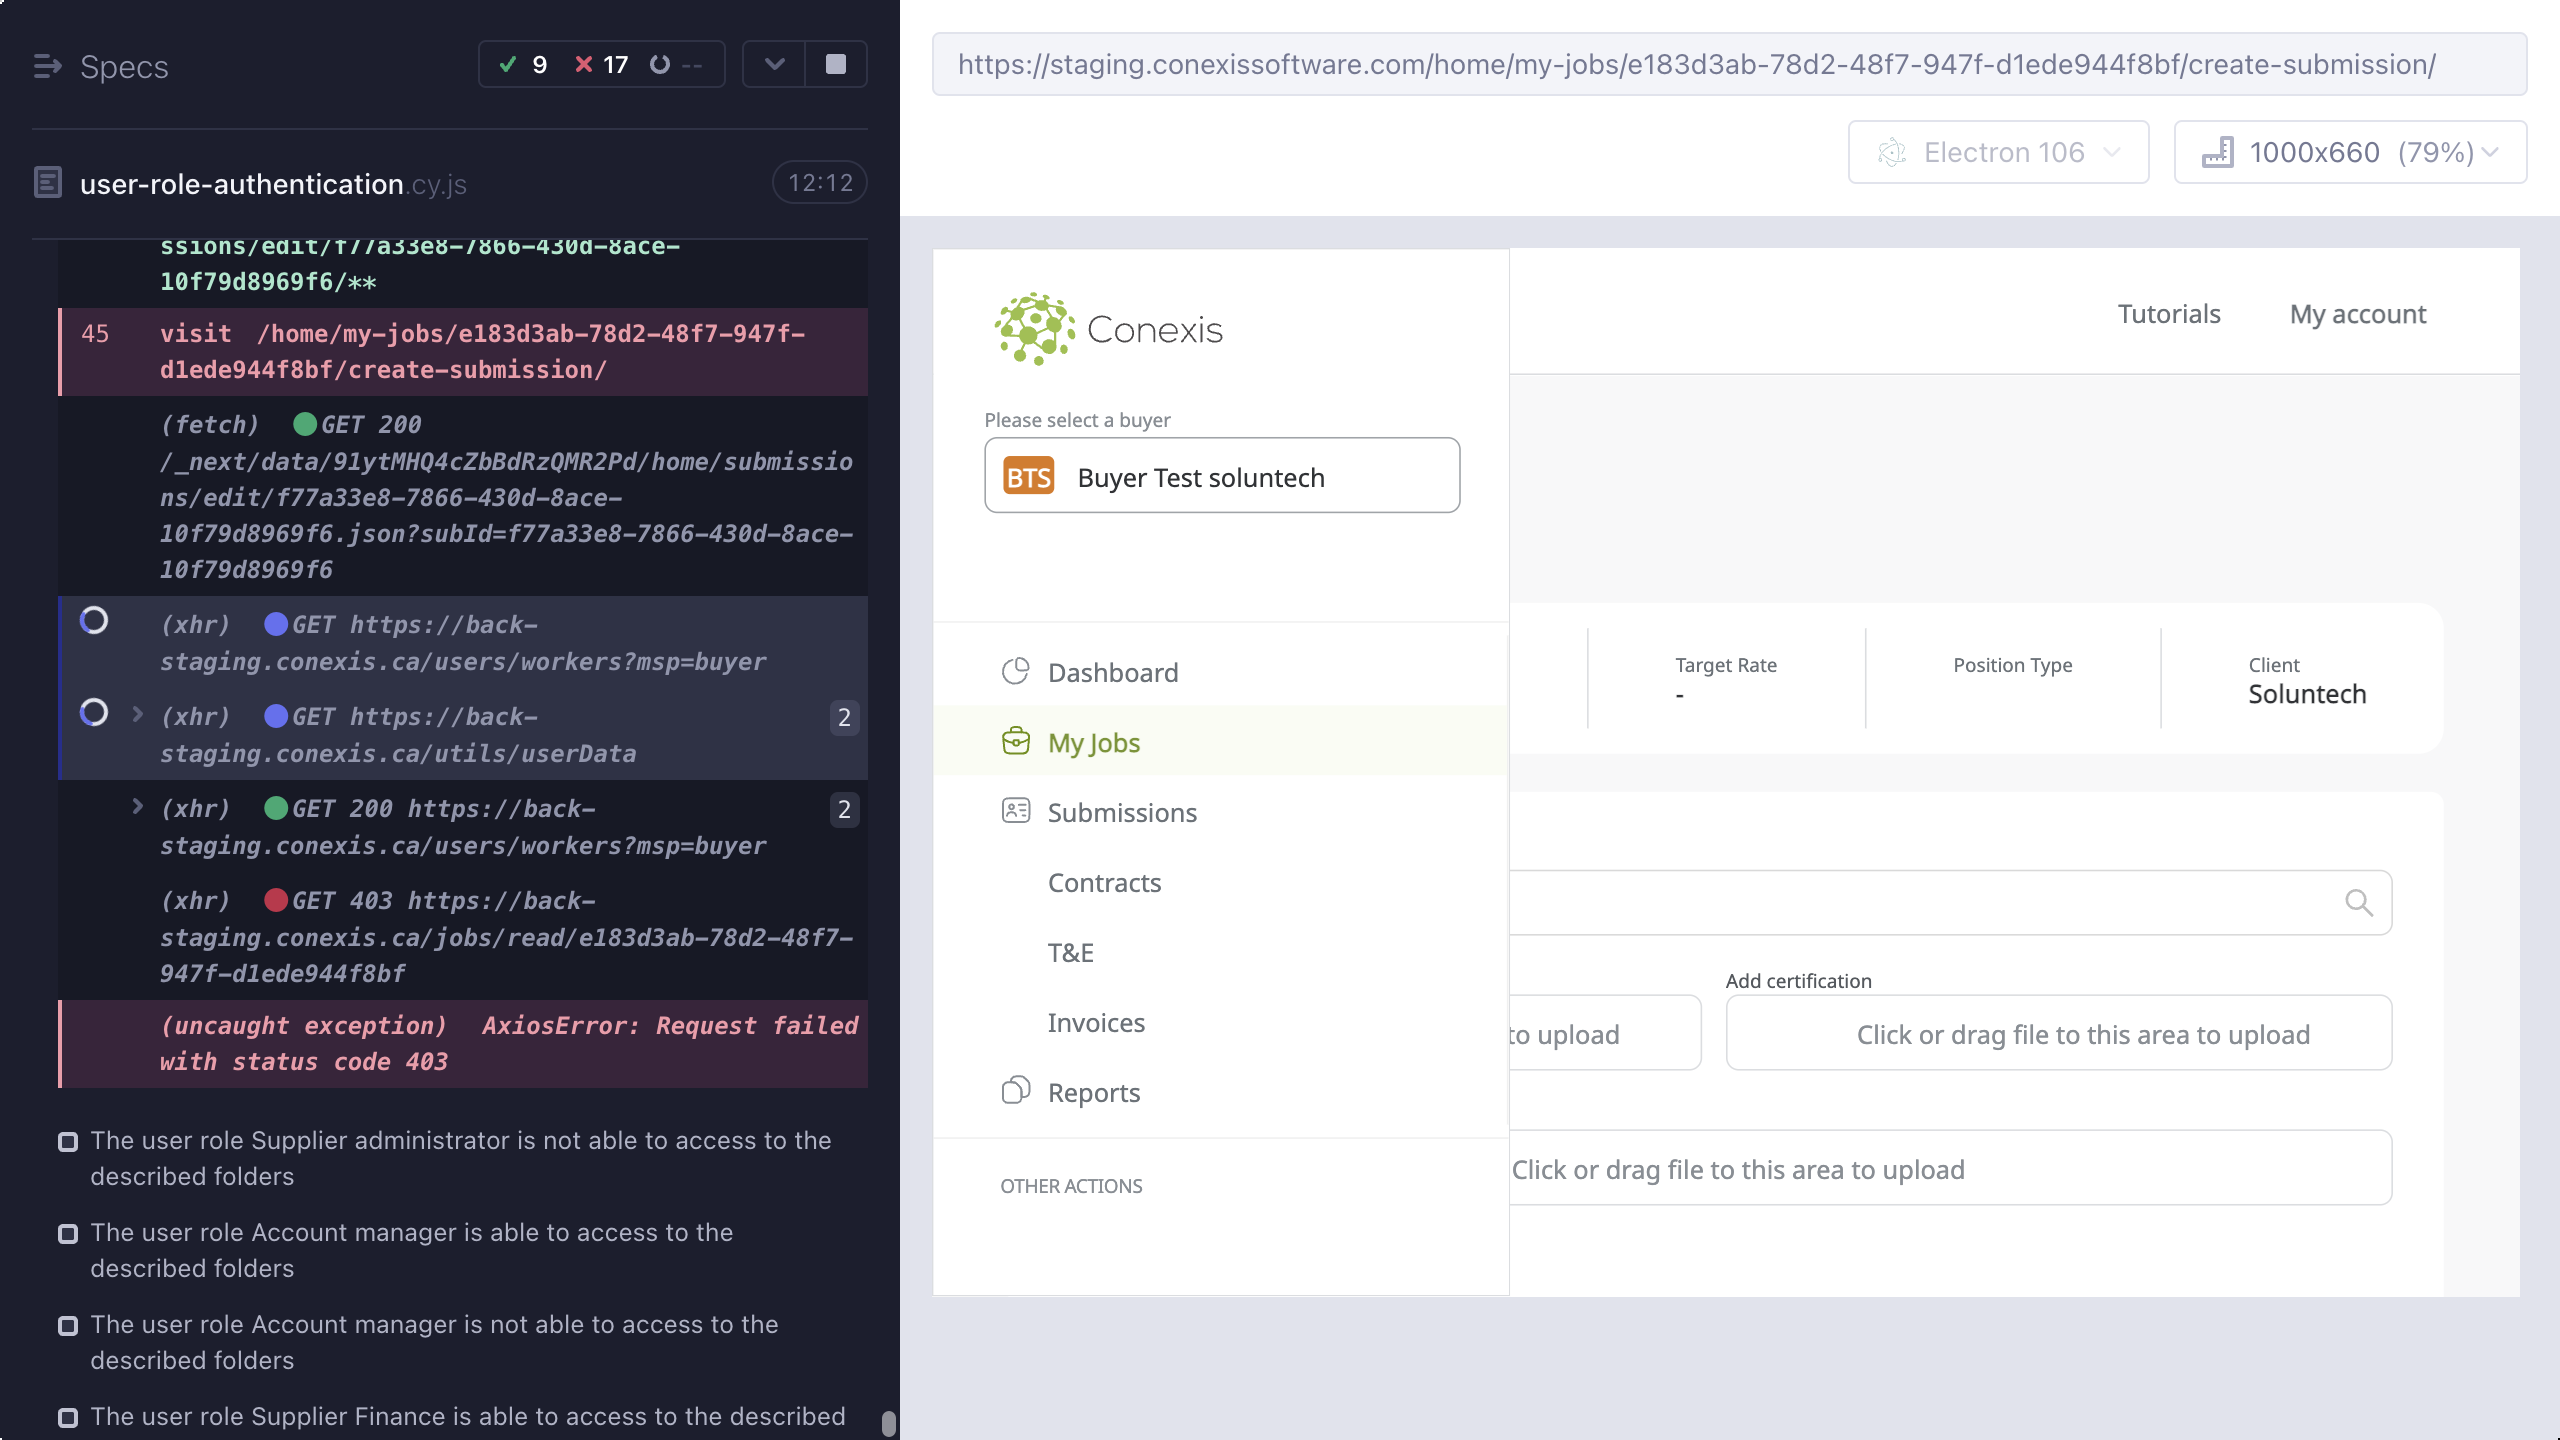 Specs
9
17
--
user-role-authentication.cy.js
12:12
ssions/edit/f77a33e8-7866-430d-8ace-
10f79d8969f6/**
45
visit /home/my-jobs/e183d3ab-78d2-48f7-947f-
d1ede944f8bf/create-submission/
(fetch) GET 200
/_next/data/91ytMHQ4cZbBdRzQMR2Pd/home/submissio
ns/edit/f77a33e8-7866-430d-8ace-
10f79d8969f6.json?subId=f77a33e8-7866-430d-8ace-
10f79d8969f6
(xhr) GET https://back-
staging.conexis.ca/users/workers?msp=buyer
(xhr) GET https://back-
2
staging.conexis.ca/utils/userData
(xhr) GET 200 https://back-
2
staging.conexis.ca/users/workers?msp=buyer
(xhr) GET 403 https://back-
staging.conexis.ca/jobs/read/e183d3ab-78d2-48f7-
947f-d1ede944f8bf
(uncaught exception) AxiosError: Request failed
with status code 403
The user role Supplier administrator is not able to access to the
described folders
The user role Account manager is able to access to the
described folders
The user role Account manager is not able to access to the
described folders
The user role Supplier Finance is able to access to the described
https://staging.conexissoftware.com/home/my-jobs/e183d3ab-78d2-48f7-947f-d1ede944f8bf/create-submission/
Electron 106
1000x660 (79%)
Conexis
Tutorials
My account
Please select a buyer
BTS
Buyer Test soluntech
Dashboard
My Jobs
Submissions
Contracts
T&E
Invoices
Reports
OTHER ACTIONS
Target Rate
-
Position Type
Client
Soluntech
Add certification
to upload
Click or drag file to this area to upload
Click or drag file to this area to upload